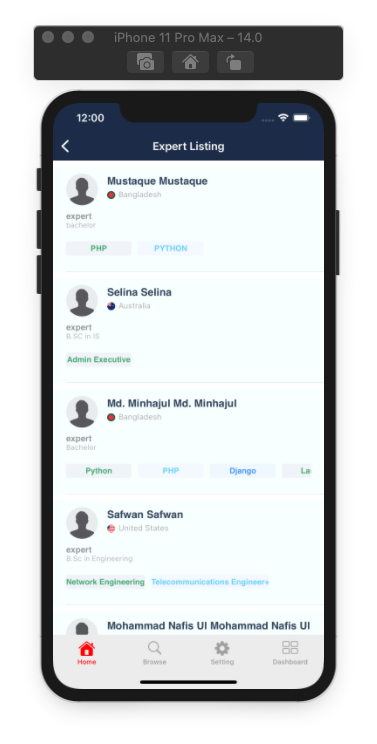 iPhone 11 Pro Max – 14.0
12:00
Expert Listing
Mustaque Mustaque
Bangladesh
expert
bachelor
PHP PYTHON
Selina Selina
Australia
expert
B.SC in IS
Admin Executive
Md. Minhajul Md. Minhajul
Bangladesh
expert
Bachelor
Python PHP Django La
Safwan Safwan
United States
expert
B.Sc in Engineering
Network Engineering Telecommunications Engineer
Mohammad Nafis Ul Mohammad Nafis Ul
Home Browse Setting Dashboard